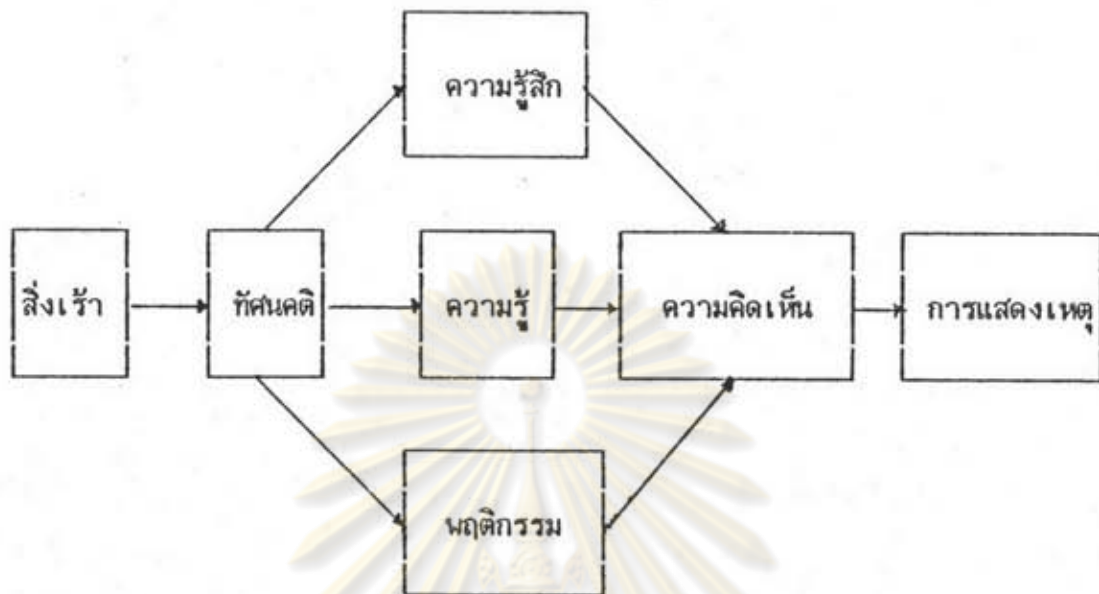 ความรู้สึก
สิ่งเร้า
ทัศนคติ
ความรู้
ความคิดเห็น
การแสดงเหตุ
พฤติกรรม